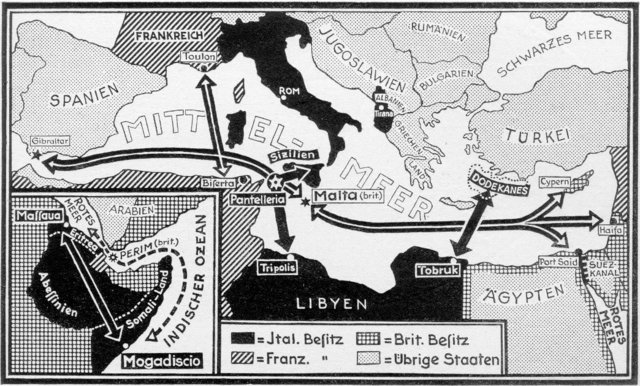 FRANKREICH
Toulon
SPANIEN
Gibraltar
MITTEL-MEER
ROM
JUGOSLAWIEN
RUMÄNIEN
BULGARIEN
SCHWARZES MEER
ALBANIEN
Tirana
GRIECHEN-
LAND
TÜRKEI
Sizilien
Biserta
Pantelleria
Malta (brit.)
DODEKANES
Cypern
Haifa
Port Said
SUEZ-
KANAL
ROTES
MEER
Tripolis
Tobruk
LIBYEN
ÄGYPTEN
Massaua
ROTES
MEER
ARABIEN
Eritrea
PERIM (brit.)
Abessinien
Somali-Land
INDISCHER OZEAN
Mogadiscio
=Ital. Besitz
=Brit. Besitz
=Franz. "
=Übrige Staaten